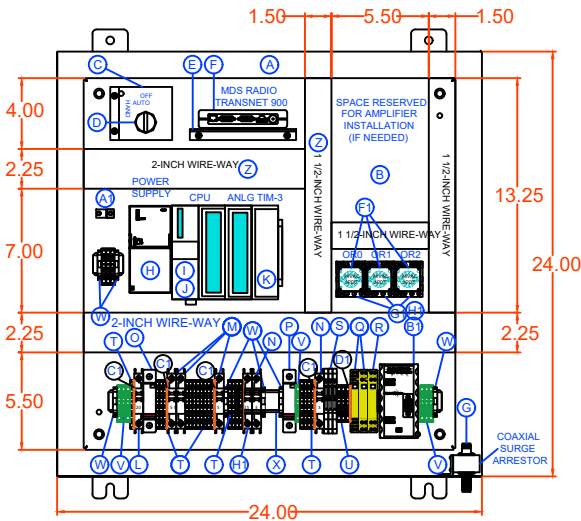 1.50 5.50 1.50
C E F A
OFF
HAND AUTO
D
MDS RADIO
TRANSNET 900
SPACE RESERVED
FOR AMPLIFIER
INSTALLATION
(IF NEEDED)
4.00
Z
2-INCH WIRE-WAY Z
B
2.25
1 1/2-INCH WIRE-WAY
1 1/2-INCH WIRE-WAY
13.25
POWER
SUPPLY
CPU ANLG TIM-3
A1
F1
1 1/2-INCH WIRE-WAY
24.00
7.00
OR0 OR1 OR2
H I J K
W
G1 H1
2-INCH WIRE-WAY
B1
2.25
2.25
T O M W N P V N S Q R W
C1 C1 C1 C1 D1
5.50
G
COAXIAL
SURGE
ARRESTOR
W V L T T H1 X T U V
24.00